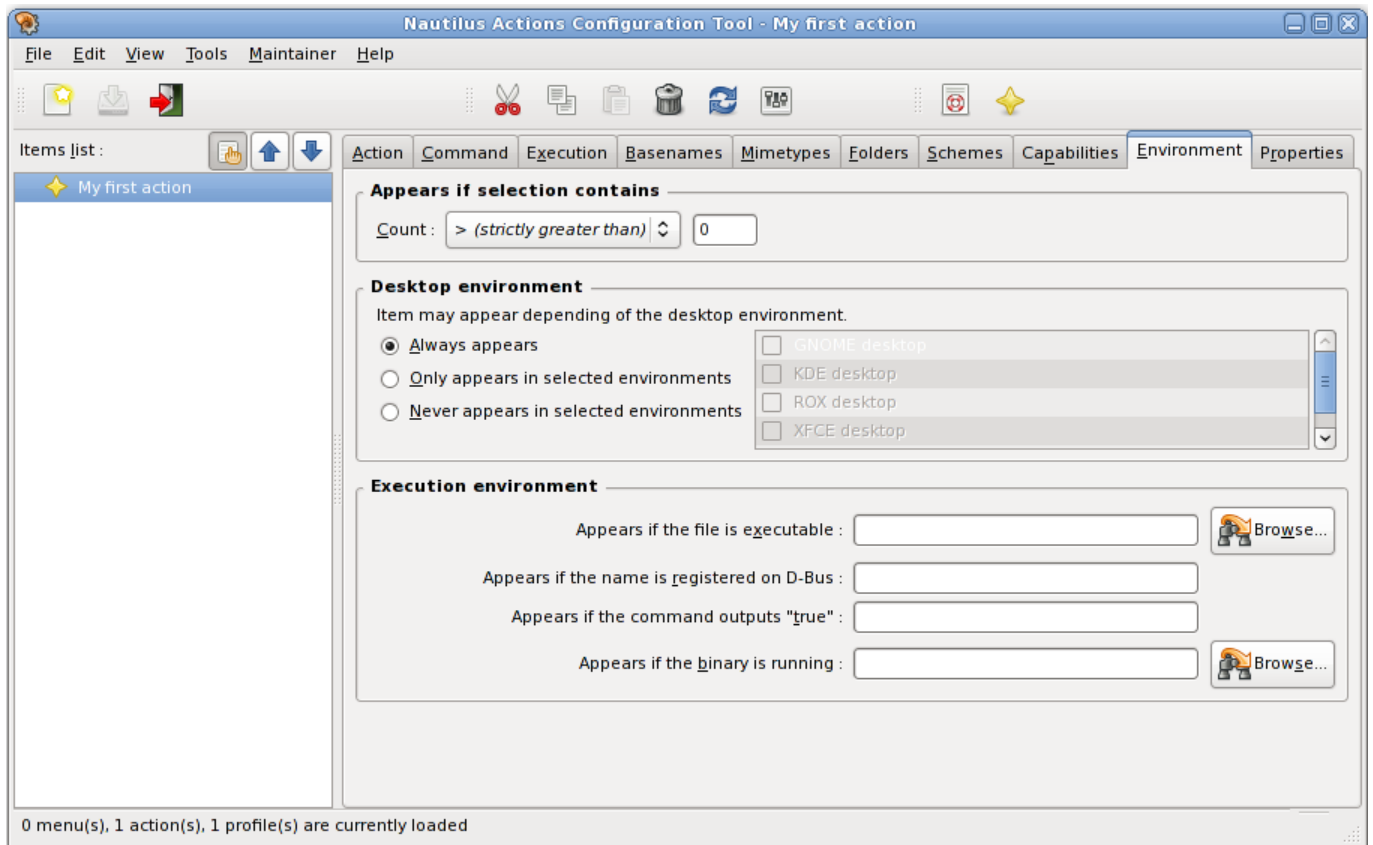 Nautilus Actions Configuration Tool - My first action
File Edit View Tools Maintainer Help
Items list :
Action Command Execution Basenames Mimetypes Folders Schemes Capabilities Environment Properties
My first action
Appears if selection contains
Count : > (strictly greater than) 0
Desktop environment
Item may appear depending of the desktop environment.
Always appears
Only appears in selected environments
Never appears in selected environments
GNOME desktop
KDE desktop
ROX desktop
XFCE desktop
Execution environment
Appears if the file is executable : Browse...
Appears if the name is registered on D-Bus :
Appears if the command outputs "true" :
Appears if the binary is running : Browse...
0 menu(s), 1 action(s), 1 profile(s) are currently loaded